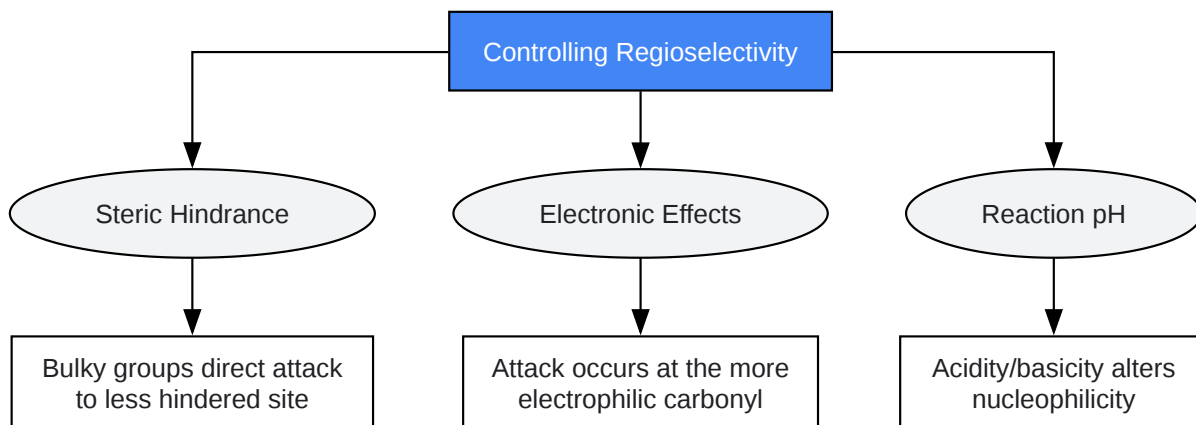 Controlling Regioselectivity
Steric Hindrance
Electronic Effects
Reaction pH
Bulky groups direct attack
to less hindered site
Attack occurs at the more
electrophilic carbonyl
Acidity/basicity alters
nucleophilicity